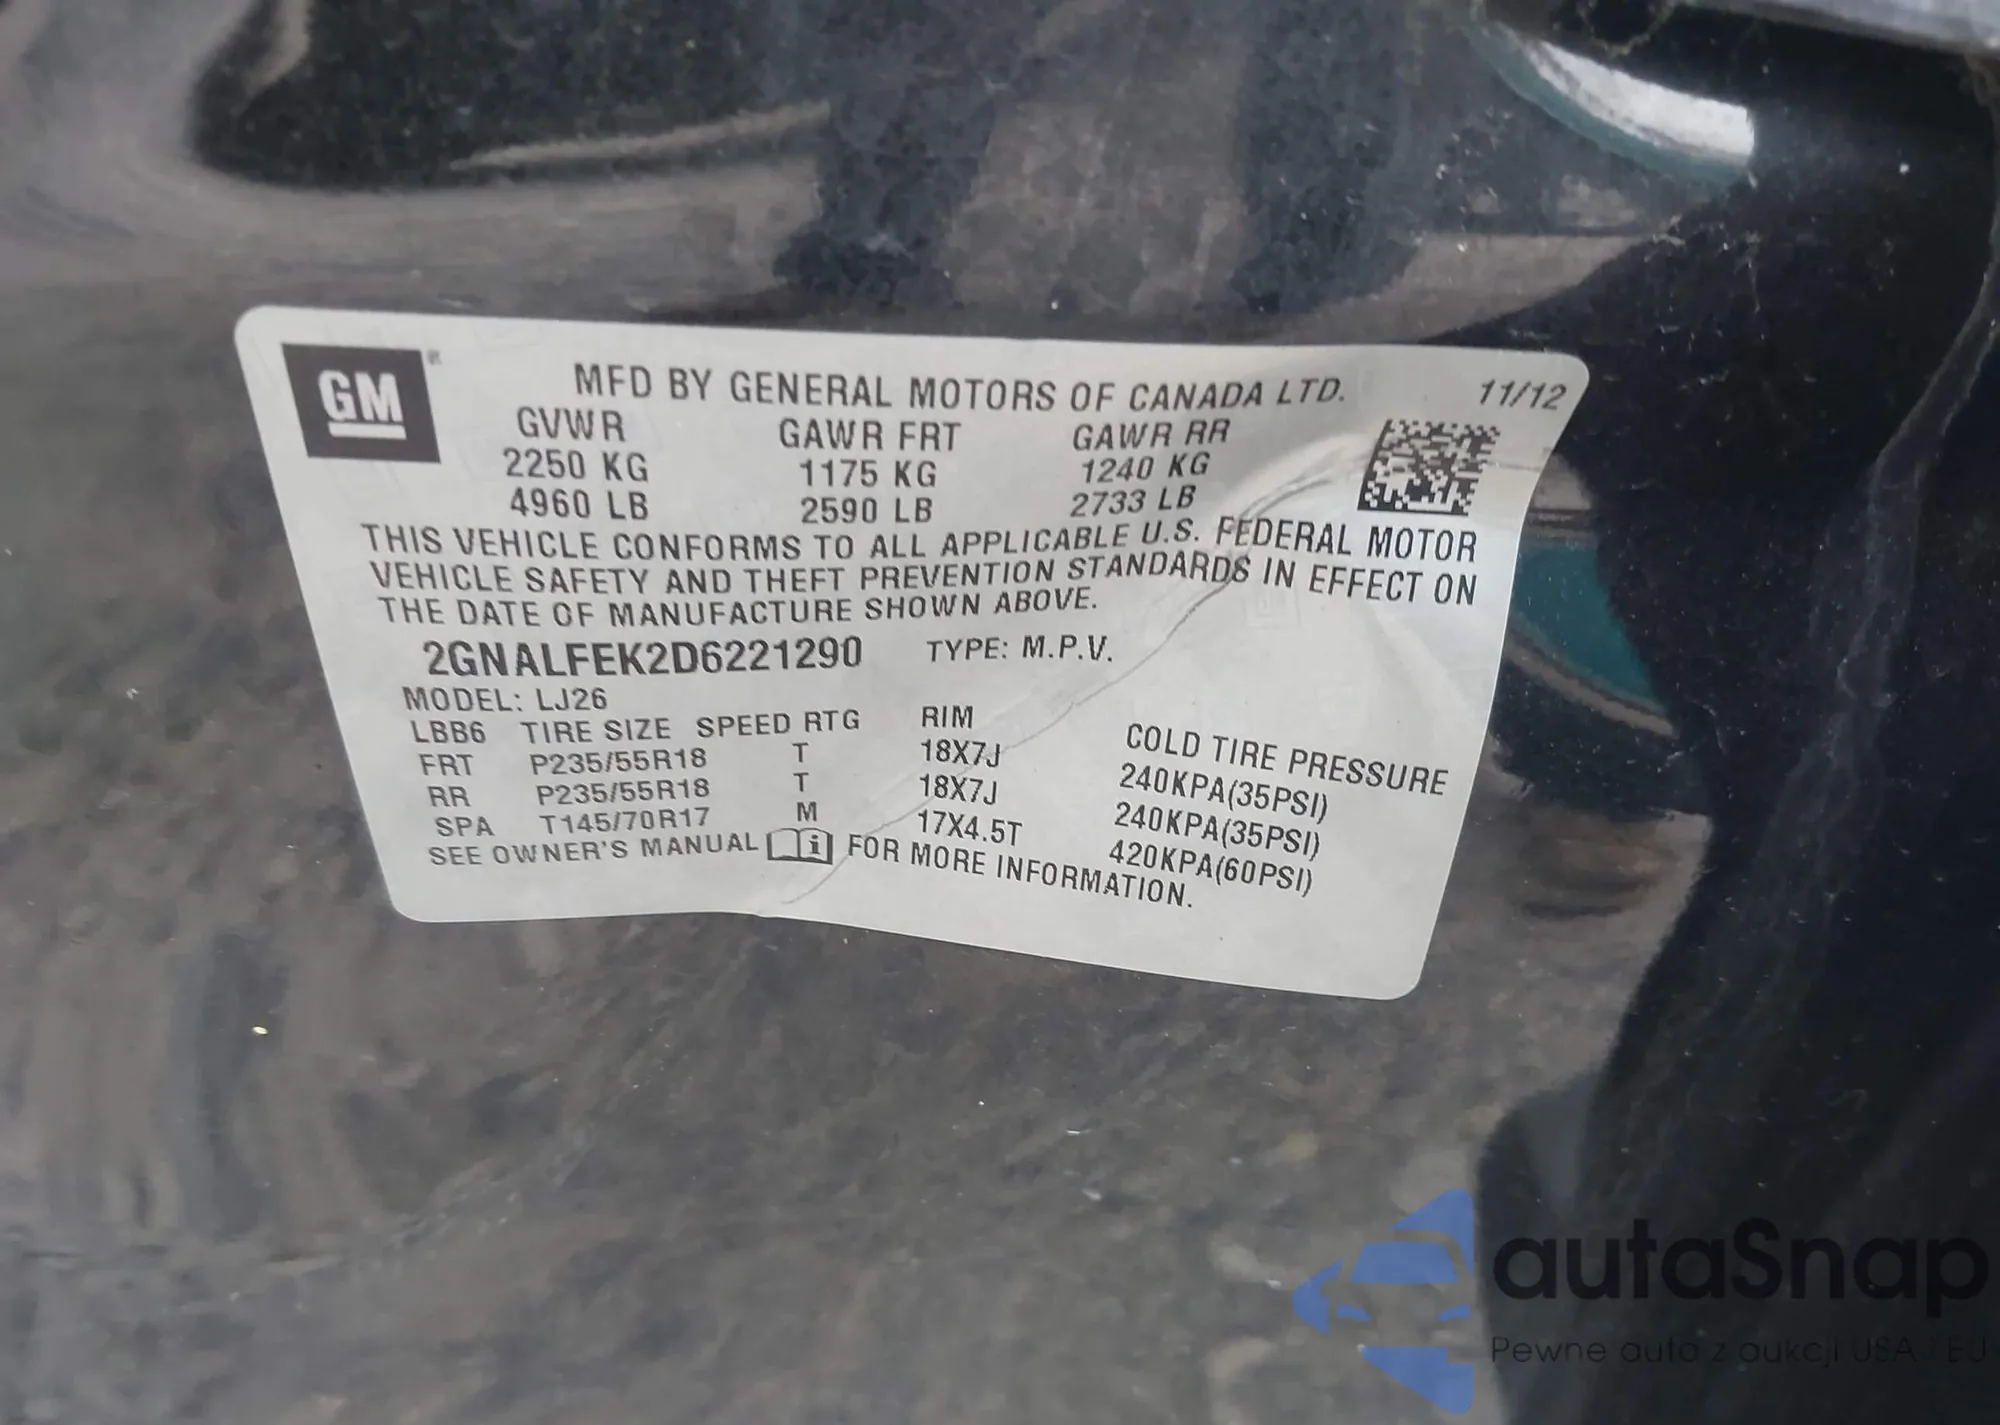 GM
MFD BY GENERAL MOTORS OF CANADA LTD. 11/12
GVWR GAWR FRT GAWR RR
2250 KG 1175 KG 1240 KG
4960 LB 2590 LB 2733 LB
THIS VEHICLE CONFORMS TO ALL APPLICABLE U.S. FEDERAL MOTOR
VEHICLE SAFETY AND THEFT PREVENTION STANDARDS IN EFFECT ON
THE DATE OF MANUFACTURE SHOWN ABOVE.
2GNALFEK2D6221290 TYPE: M.P.V.
MODEL: LJ26
LBB6 TIRE SIZE SPEED RTG RIM COLD TIRE PRESSURE
FRT P235/55R18 T 18X7J 240KPA(35PSI)
RR P235/55R18 T 18X7J 240KPA(35PSI)
SPA T145/70R17 M 17X4.5T 420KPA(60PSI)
SEE OWNER'S MANUAL i FOR MORE INFORMATION.
autaSnap
Pewne auta z aukcji USA / EU